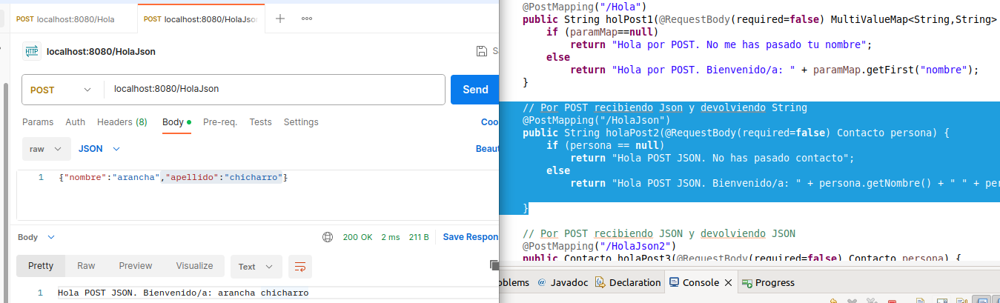 POST localhost:8080/Hola
POST localhost:8080/HolaJson
HTTP localhost:8080/HolaJson
POST localhost:8080/HolaJson Send
Params Auth Headers (8) Body Pre-req. Tests Settings Coo
raw JSON Beau
1 {"nombre":"arancha","apellido":"chicharro"}
Body 200 OK 2 ms 211 B Save Respon
Pretty Raw Preview Visualize Text
1 Hola POST JSON. Bienvenido/a: arancha chicharro
@PostMapping("/Hola")
public String holPost1(@RequestBody(required=false) MultiValueMap<String,String>
if (paramMap==null)
return "Hola por POST. No me has pasado tu nombre";
else
return "Hola por POST. Bienvenido/a: " + paramMap.getFirst("nombre");
}
// Por POST recibiendo Json y devolviendo String
@PostMapping("/HolaJson")
public String holaPost2(@RequestBody(required=false) Contacto persona) {
if (persona == null)
return "Hola POST JSON. No has pasado contacto";
else
return "Hola POST JSON. Bienvenido/a: " + persona.getNombre() + " " + per
}
// Por POST recibiendo JSON y devolviendo JSON
@PostMapping("/HolaJson2")
public Contacto holaPost3(@RequestBody(required=false) Contacto persona) {
oblems @ Javadoc Declaration Console Progress